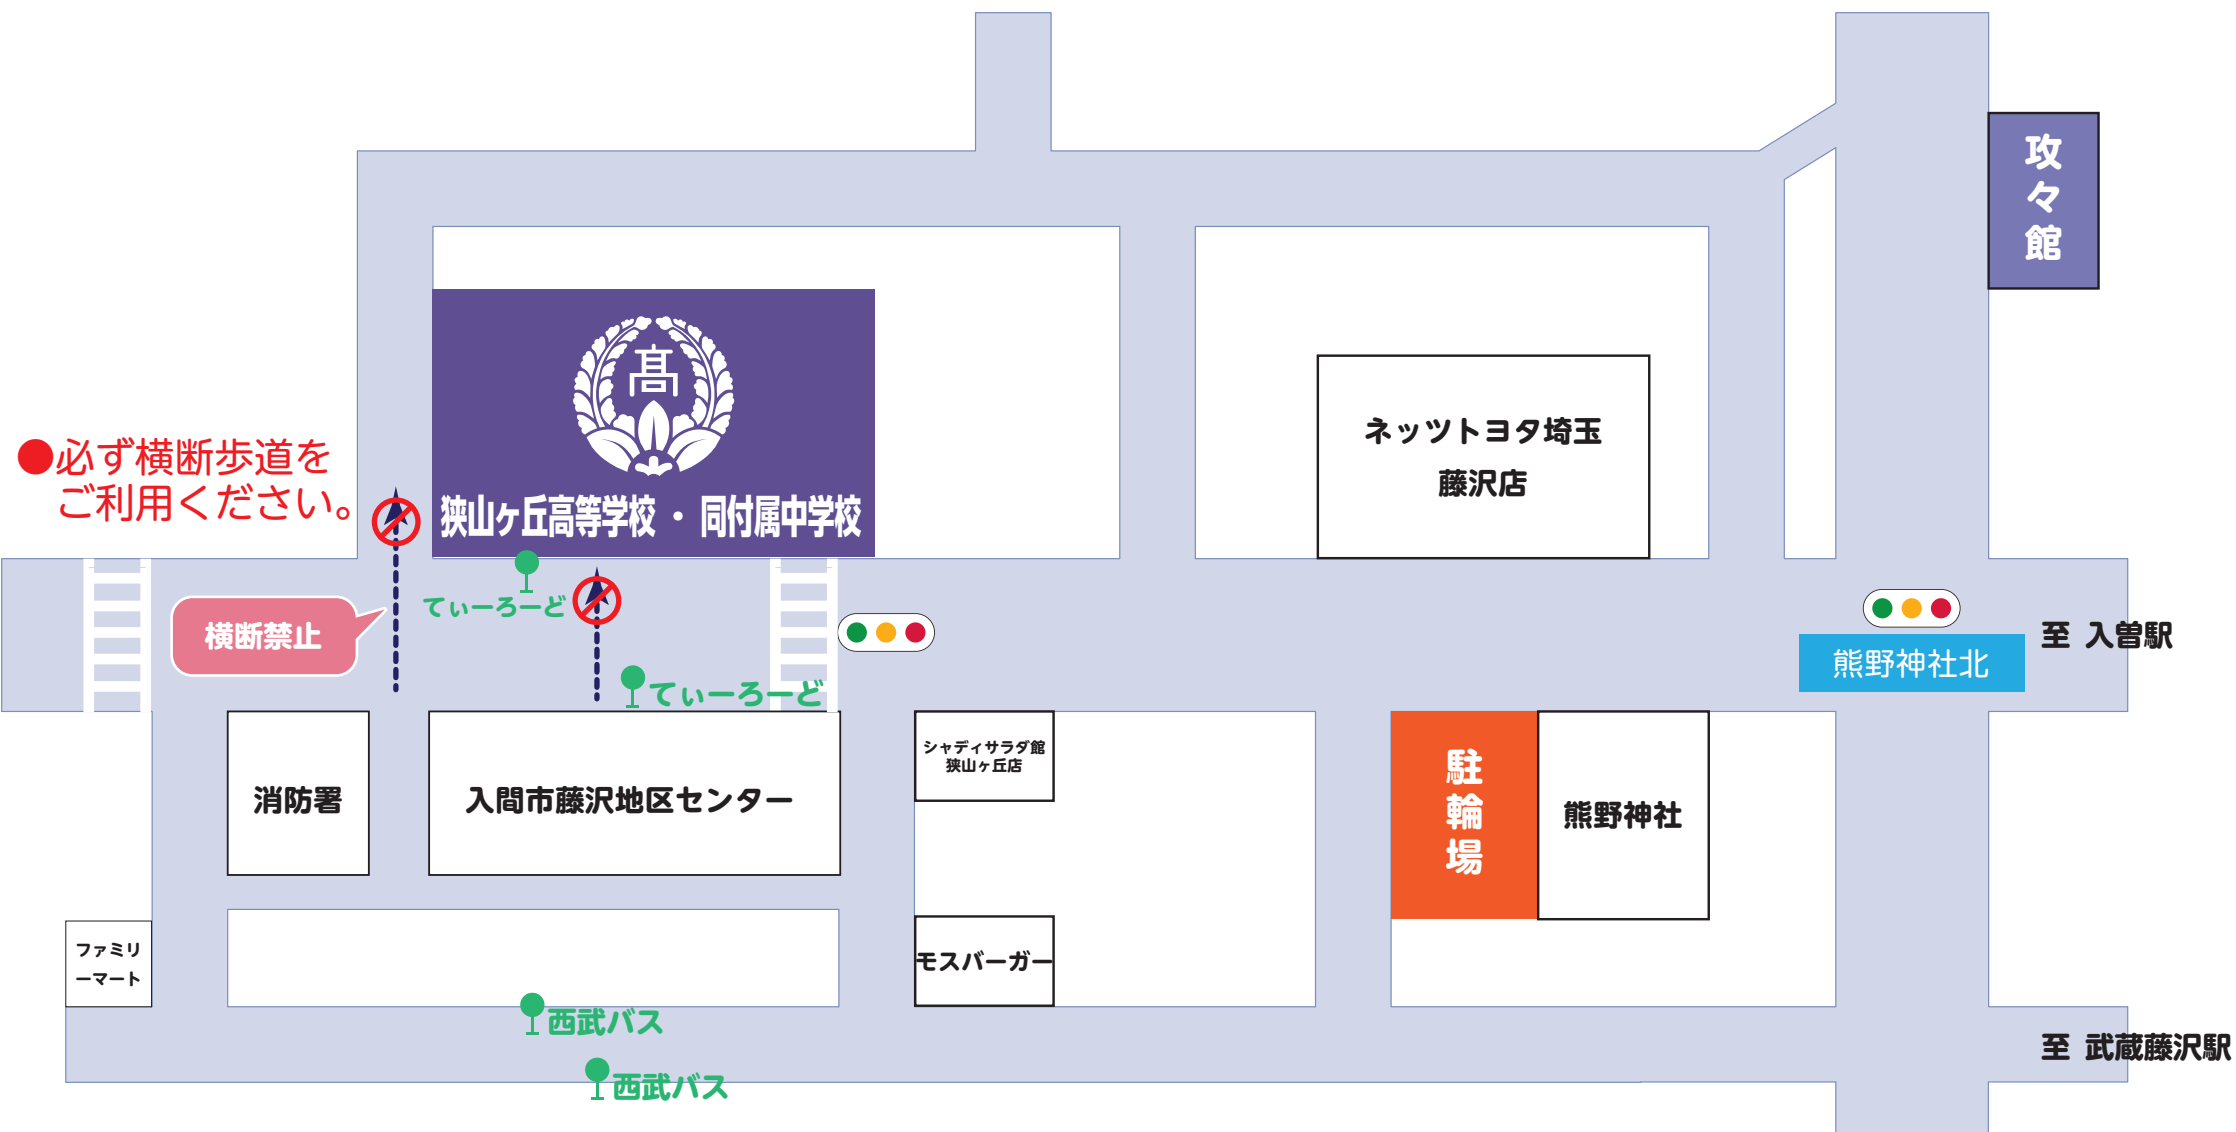 攻々館
髙
ネッツトヨタ埼玉
藤沢店
●必ず横断歩道を
ご利用ください。
狭山ヶ丘高等学校・同付属中学校
てぃーろーど
横断禁止
至 入曽駅
熊野神社北
てぃーろーど
シャディサラダ館
狭山ヶ丘店
駐輪場
消防署
入間市藤沢地区センター
熊野神社
ファミリ
ーマート
モスバーガー
西武バス
至 武蔵藤沢駅
西武バス